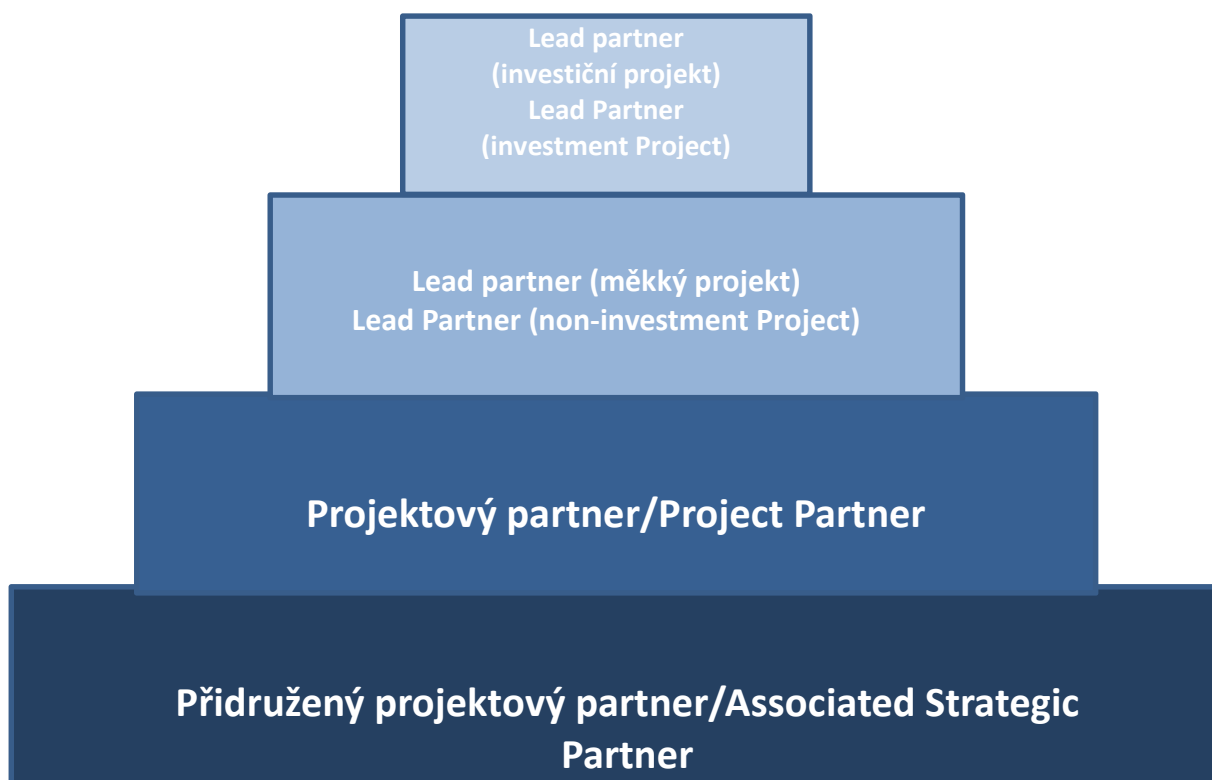 Lead partner
(investiční projekt)
Lead Partner
(investment Project)
Lead partner (měkký projekt)
Lead Partner (non-investment Project)
Projektový partner/Project Partner
Přidružený projektový partner/Associated Strategic
Partner